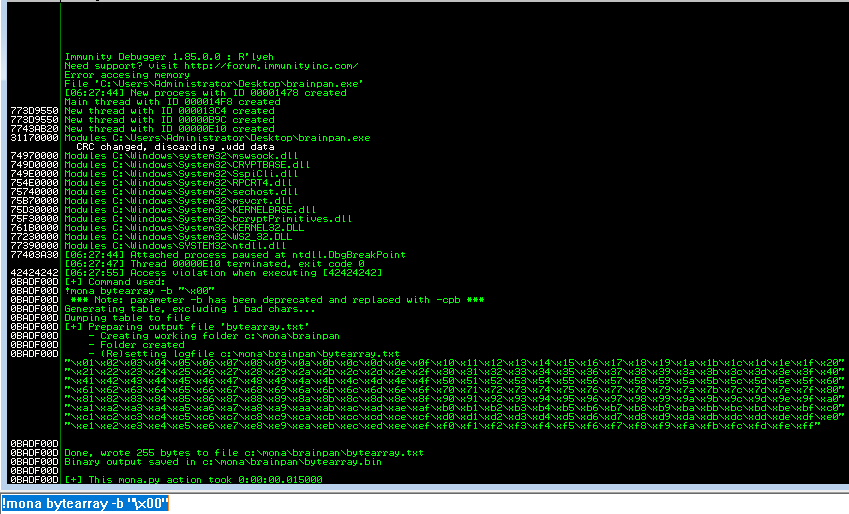 Immunity Debugger 1.85.0.0 : R'lyeh
Need support? visit http://forum.immunityinc.com/
Error accesing memory
File 'C:\Users\Administrator\Desktop\brainpan.exe'
[06:27:44] New process with ID 00001478 created
Main thread with ID 000014F8 created
773D9550 New thread with ID 000013C4 created
773D9550 New thread with ID 00000B9C created
7743AB20 New thread with ID 00000E10 created
31170000 Modules C:\Users\Administrator\Desktop\brainpan.exe
CRC changed, discarding .udd data
74970000 Modules C:\Windows\system32\mswsock.dll
749D0000 Modules C:\Windows\System32\CRYPTBASE.dll
749E0000 Modules C:\Windows\System32\SspiCli.dll
754E0000 Modules C:\Windows\System32\RPCRT4.dll
75740000 Modules C:\Windows\System32\sechost.dll
75B70000 Modules C:\Windows\System32\msvcrt.dll
75D30000 Modules C:\Windows\System32\KERNELBASE.dll
75F30000 Modules C:\Windows\System32\bcryptPrimitives.dll
761B0000 Modules C:\Windows\System32\KERNEL32.DLL
77230000 Modules C:\Windows\System32\WS2_32.DLL
77390000 Modules C:\Windows\SYSTEM32\ntdll.dll
77403A30 [06:27:44] Attached process paused at ntdll.DbgBreakPoint
[06:27:47] Thread 00000E10 terminated, exit code 0
42424242 [06:27:55] Access violation when executing [42424242]
0BADF00D [+] Command used:
0BADF00D !mona bytearray -b "\x00"
0BADF00D *** Note: parameter -b has been deprecated and replaced with -cpb ***
0BADF00D Generating table, excluding 1 bad chars...
0BADF00D Dumping table to file
0BADF00D [+] Preparing output file 'bytearray.txt'
0BADF00D - Creating working folder c:\mona\brainpan
0BADF00D - Folder created
0BADF00D - (Re)setting logfile c:\mona\brainpan\bytearray.txt
"\x01\x02\x03\x04\x05\x06\x07\x08\x09\x0a\x0b\x0c\x0d\x0e\x0f\x10\x11\x12\x13\x14\x15\x16\x17\x18\x19\x1a\x1b\x1c\x1d\x1e\x1f\x20"
"\x21\x22\x23\x24\x25\x26\x27\x28\x29\x2a\x2b\x2c\x2d\x2e\x2f\x30\x31\x32\x33\x34\x35\x36\x37\x38\x39\x3a\x3b\x3c\x3d\x3e\x3f\x40"
"\x41\x42\x43\x44\x45\x46\x47\x48\x49\x4a\x4b\x4c\x4d\x4e\x4f\x50\x51\x52\x53\x54\x55\x56\x57\x58\x59\x5a\x5b\x5c\x5d\x5e\x5f\x60"
"\x61\x62\x63\x64\x65\x66\x67\x68\x69\x6a\x6b\x6c\x6d\x6e\x6f\x70\x71\x72\x73\x74\x75\x76\x77\x78\x79\x7a\x7b\x7c\x7d\x7e\x7f\x80"
"\x81\x82\x83\x84\x85\x86\x87\x88\x89\x8a\x8b\x8c\x8d\x8e\x8f\x90\x91\x92\x93\x94\x95\x96\x97\x98\x99\x9a\x9b\x9c\x9d\x9e\x9f\xa0"
"\xa1\xa2\xa3\xa4\xa5\xa6\xa7\xa8\xa9\xaa\xab\xac\xad\xae\xaf\xb0\xb1\xb2\xb3\xb4\xb5\xb6\xb7\xb8\xb9\xba\xbb\xbc\xbd\xbe\xbf\xc0"
"\xc1\xc2\xc3\xc4\xc5\xc6\xc7\xc8\xc9\xca\xcb\xcc\xcd\xce\xcf\xd0\xd1\xd2\xd3\xd4\xd5\xd6\xd7\xd8\xd9\xda\xdb\xdc\xdd\xde\xdf\xe0"
"\xe1\xe2\xe3\xe4\xe5\xe6\xe7\xe8\xe9\xea\xeb\xec\xed\xee\xef\xf0\xf1\xf2\xf3\xf4\xf5\xf6\xf7\xf8\xf9\xfa\xfb\xfc\xfd\xfe\xff"
0BADF00D
0BADF00D Done, wrote 255 bytes to file c:\mona\brainpan\bytearray.txt
0BADF00D Binary output saved in c:\mona\brainpan\bytearray.bin
0BADF00D
0BADF00D [+] This mona.py action took 0:00:00.015000
!mona bytearray -b "\x00"